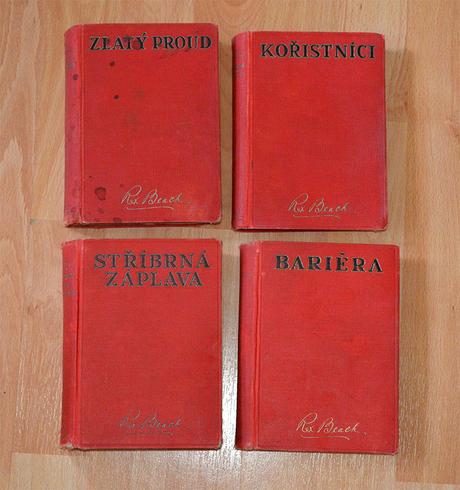 ZLATÝ PROUD
Rex Beach
KOŘISTNÍCI
Rex Beach
STŘÍBRNÁ
ZÁPLAVA
Rex Beach
BARIÉRA
Rex Beach